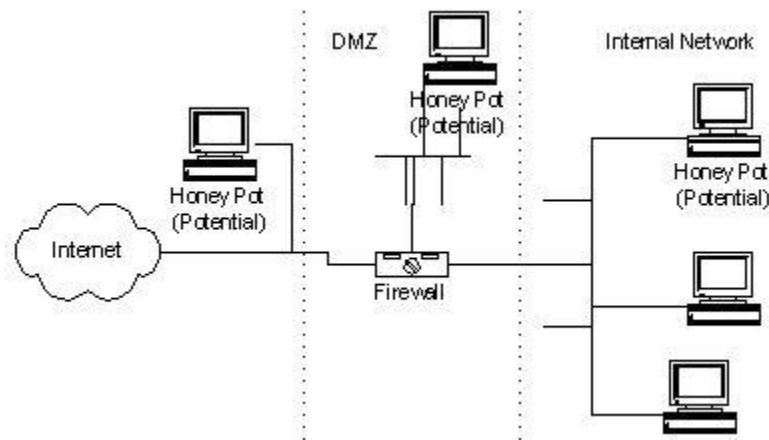 DMZ
Internal Network
Honey Pot
(Potential)
Honey Pot
(Potential)
Honey Pot
(Potential)
Internet
Firewall